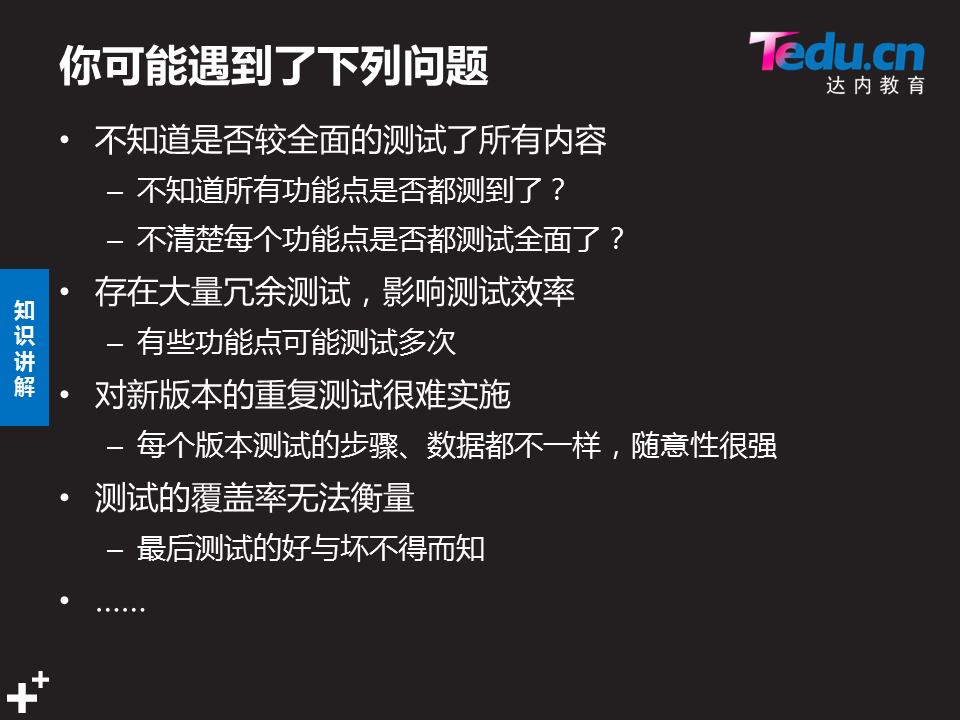 你可能遇到了下列问题
Tedu.cn
达内教育
• 不知道是否较全面的测试了所有内容
– 不知道所有功能点是否都测到了？
– 不清楚每个功能点是否都测试全面了？
• 存在大量冗余测试，影响测试效率
– 有些功能点可能测试多次
• 对新版本的重复测试很难实施
– 每个版本测试的步骤、数据都不一样，随意性很强
• 测试的覆盖率无法衡量
– 最后测试的好与坏不得而知
• ……
知识讲解